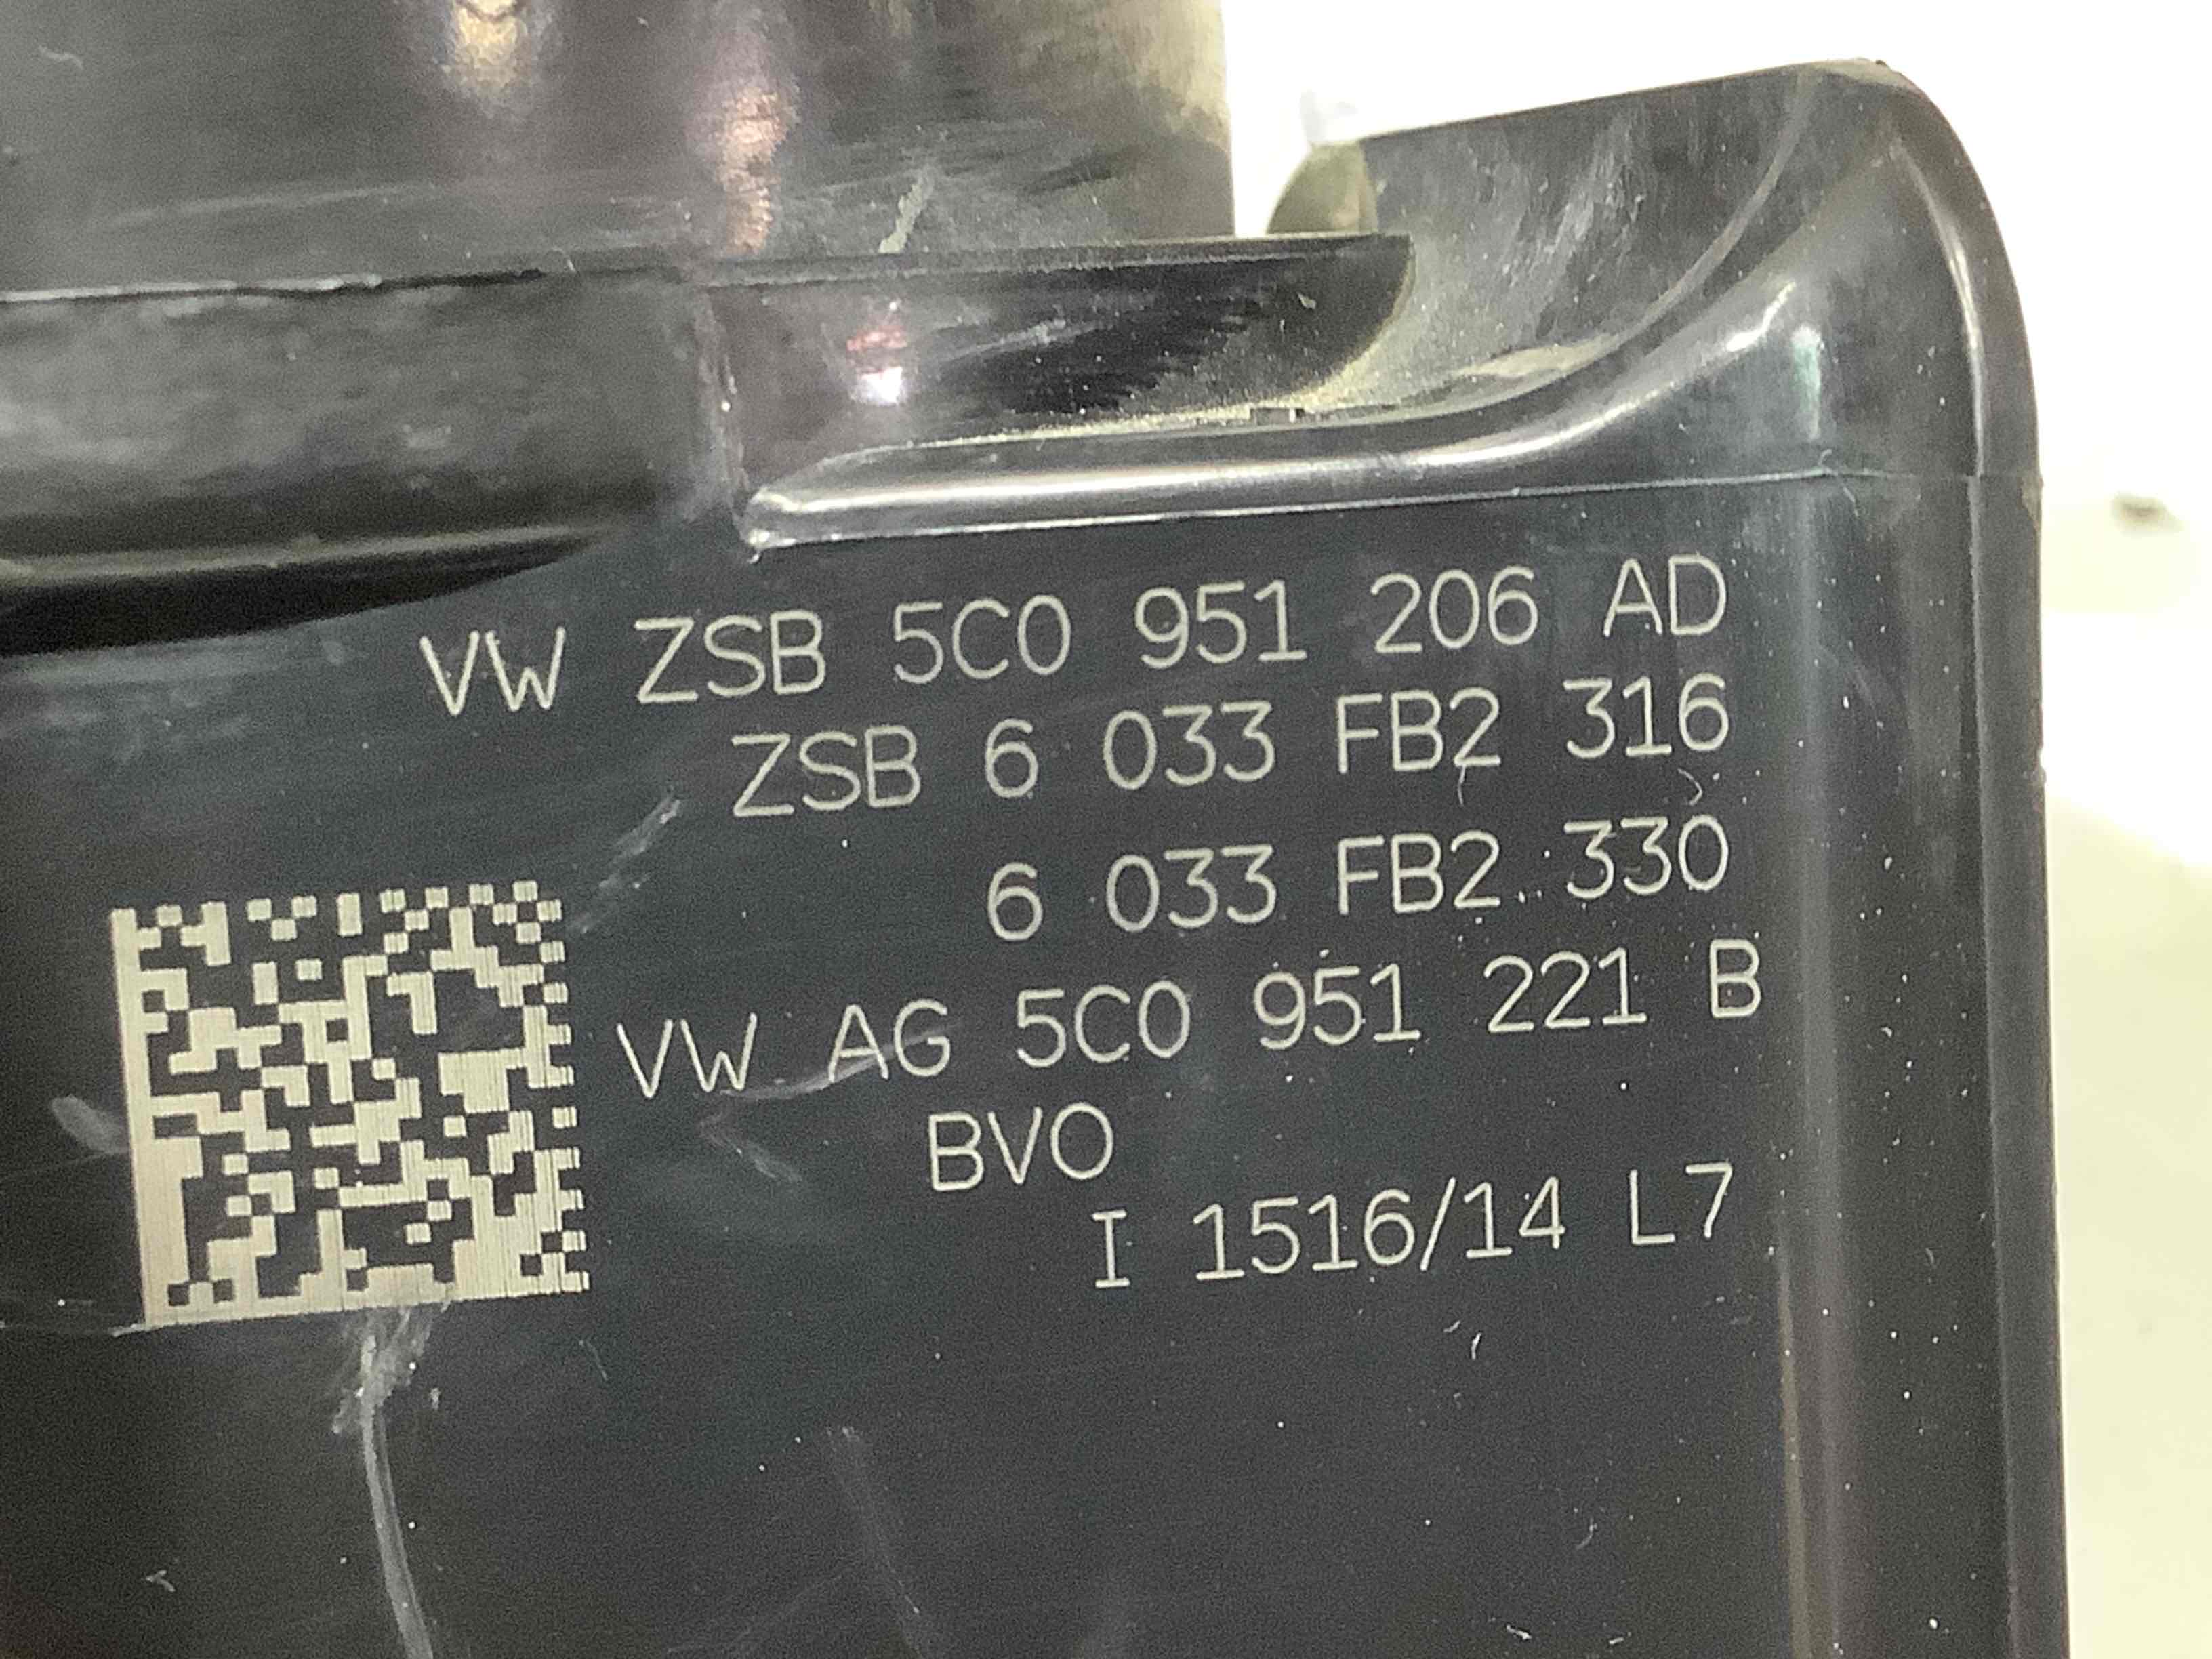 VW ZSB 5C0 951 206 AD
ZSB 6 033 FB2 316
6 033 FB2 330
VW AG 5C0 951 221 B
BVO
I 1516/14 L7